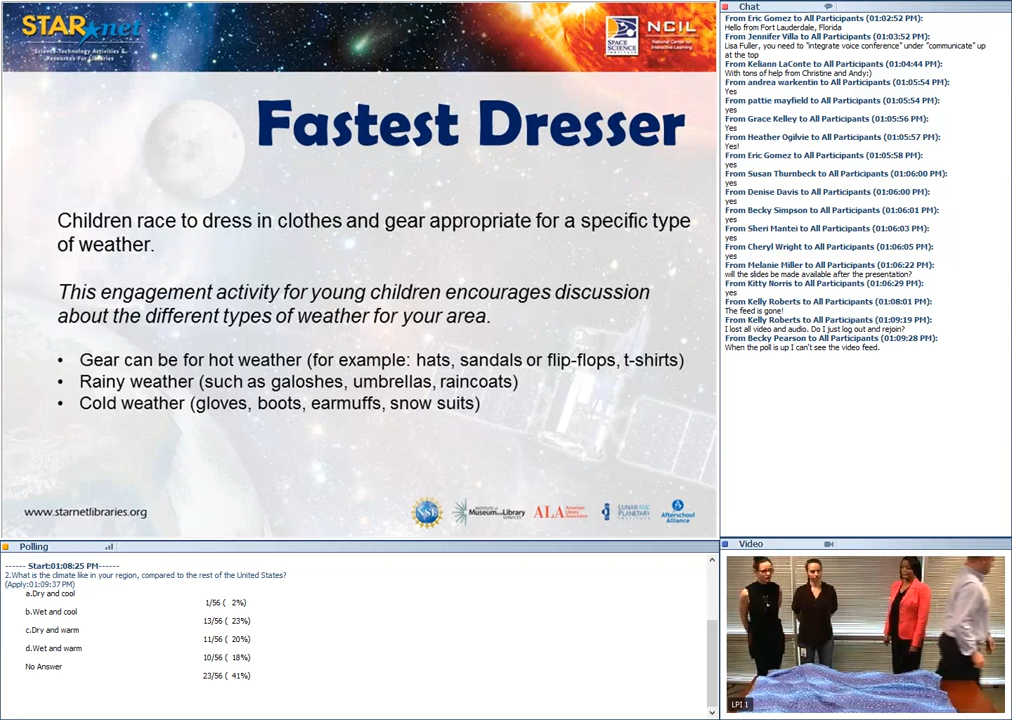 STAR net
Science-Technology Activities &
Resources For Libraries
SPACE
SCIENCE
INSTITUTE
NCIL
National Center for
Interactive Learning
Fastest Dresser
Children race to dress in clothes and gear appropriate for a specific type
of weather.
This engagement activity for young children encourages discussion
about the different types of weather for your area.
• Gear can be for hot weather (for example: hats, sandals or flip-flops, t-shirts)
• Rainy weather (such as galoshes, umbrellas, raincoats)
• Cold weather (gloves, boots, earmuffs, snow suits)
www.starnetlibraries.org
NSF
INSTITUTE of
Museum and Library
SERVICES
ALA American
Library
Association
LUNAR AND
PLANETARY
INSTITUTE
Afterschool
Alliance
Chat
From Eric Gomez to All Participants (01:02:52 PM):
Hello from Fort Lauderdale, Florida
From Jennifer Villa to All Participants (01:03:52 PM):
Lisa Fuller, you need to "integrate voice conference" under "communicate" up
at the top
From Keliann LaConte to All Participants (01:04:44 PM):
With tons of help from Christine and Andy:)
From andrea warkentin to All Participants (01:05:54 PM):
Yes
From pattie mayfield to All Participants (01:05:54 PM):
yes
From Grace Kelley to All Participants (01:05:56 PM):
Yes
From Heather Ogilvie to All Participants (01:05:57 PM):
Yes!
From Eric Gomez to All Participants (01:05:58 PM):
yes
From Susan Thurnbeck to All Participants (01:06:00 PM):
yes
From Denise Davis to All Participants (01:06:00 PM):
yes
From Becky Simpson to All Participants (01:06:01 PM):
yes
From Sheri Mantei to All Participants (01:06:03 PM):
yes
From Cheryl Wright to All Participants (01:06:05 PM):
yes
From Melanie Miller to All Participants (01:06:22 PM):
will the slides be made available after the presentation?
From Kitty Norris to All Participants (01:06:29 PM):
yes
From Kelly Roberts to All Participants (01:08:01 PM):
The feed is gone!
From Kelly Roberts to All Participants (01:09:19 PM):
I lost all video and audio. Do I just log out and rejoin?
From Becky Pearson to All Participants (01:09:28 PM):
When the poll is up I can't see the video feed.
Polling
------ Start:01:08:25 PM------
2.What is the climate like in your region, compared to the rest of the United States?
(Apply:01:09:37 PM)
a.Dry and cool
1/56 ( 2%)
b.Wet and cool
13/56 ( 23%)
c.Dry and warm
11/56 ( 20%)
d.Wet and warm
10/56 ( 18%)
No Answer
23/56 ( 41%)
Video
LPI 1